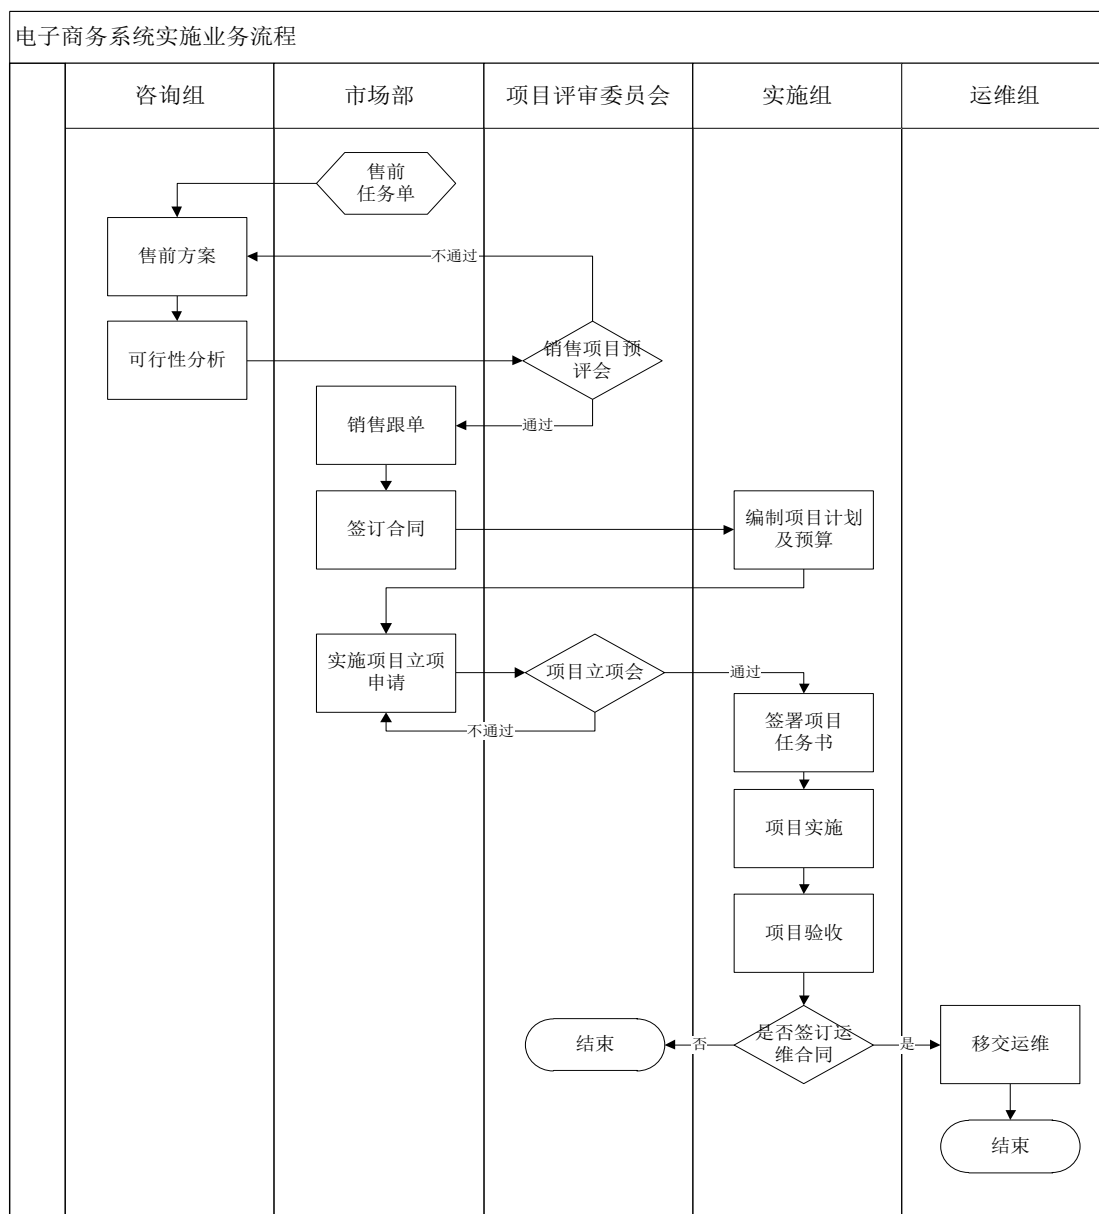 电子商务系统实施业务流程
咨询组
市场部
项目评审委员会
实施组
运维组
售前
任务单
售前方案
不通过
可行性分析
销售项目预
评会
销售跟单
通过
签订合同
编制项目计划
及预算
实施项目立项
申请
项目立项会
通过
不通过
签署项目
任务书
项目实施
项目验收
结束
否
是否签订运
维合同
是
移交运维
结束